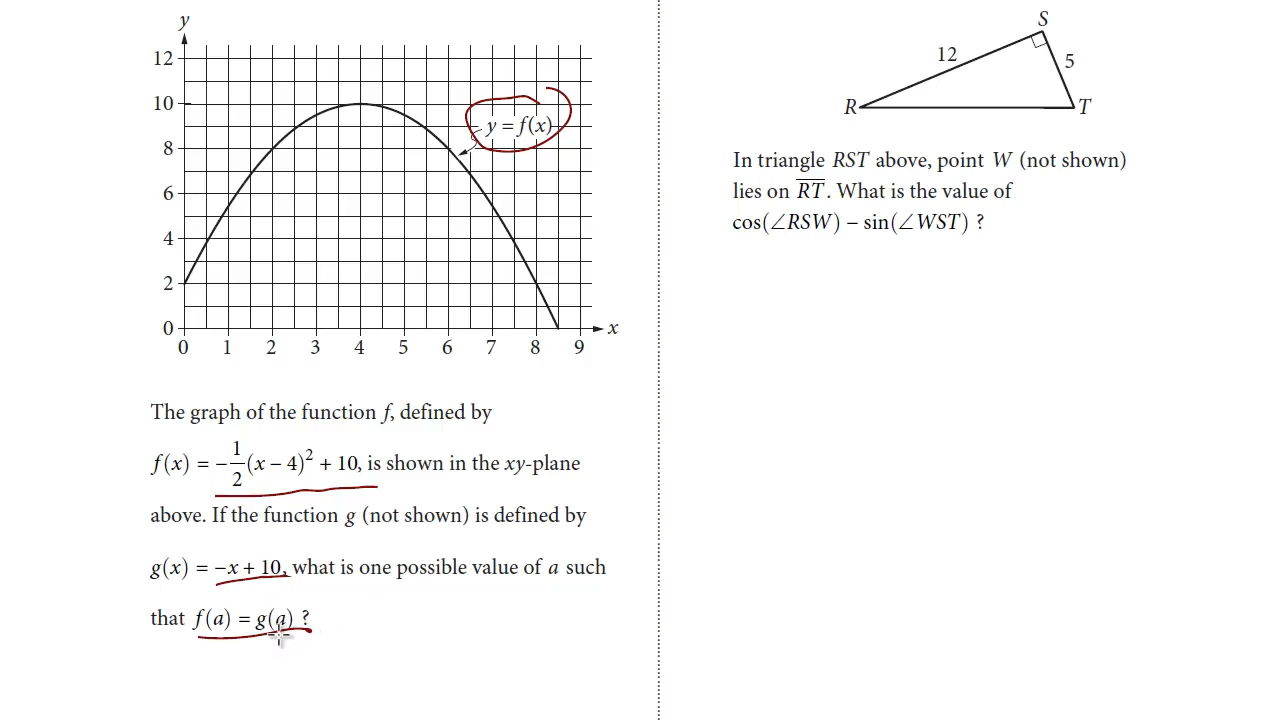 y
12
10
8
6
4
2
0
y = f(x)
x
0 1 2 3 4 5 6 7 8 9
The graph of the function f, defined by
f(x) = −1/2(x − 4)² + 10, is shown in the xy-plane
above. If the function g (not shown) is defined by
g(x) = −x + 10, what is one possible value of a such
that f(a) = g(a) ?
S
12
5
R
T
In triangle RST above, point W (not shown)
lies on R̅T̅. What is the value of
cos(∠RSW) − sin(∠WST) ?